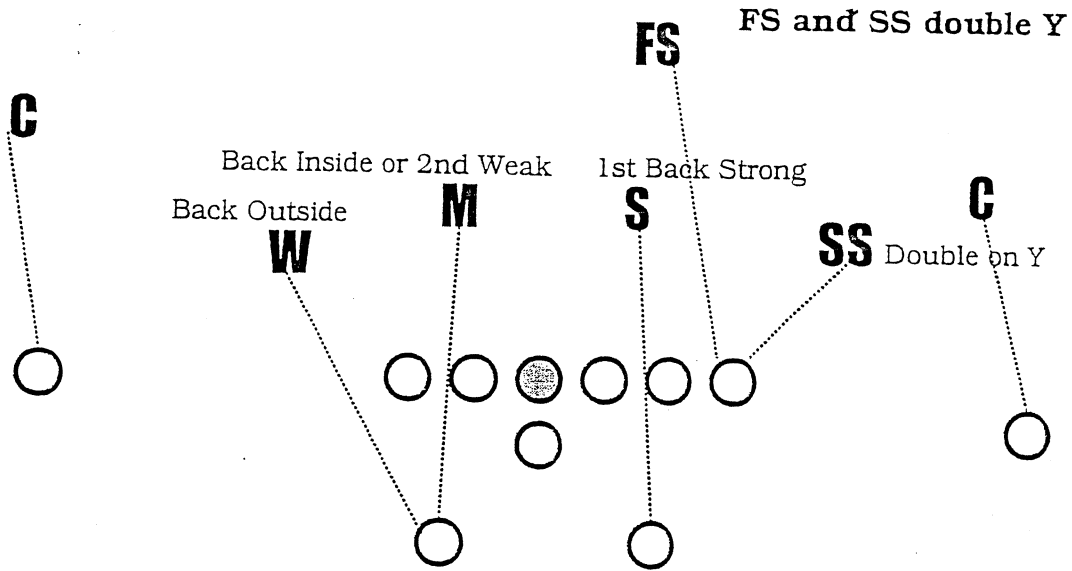 FS and SS double Y
FS
C
Back Inside or 2nd Weak
1st Back Strong
M
S
C
Back Outside
W
SS
Double on Y